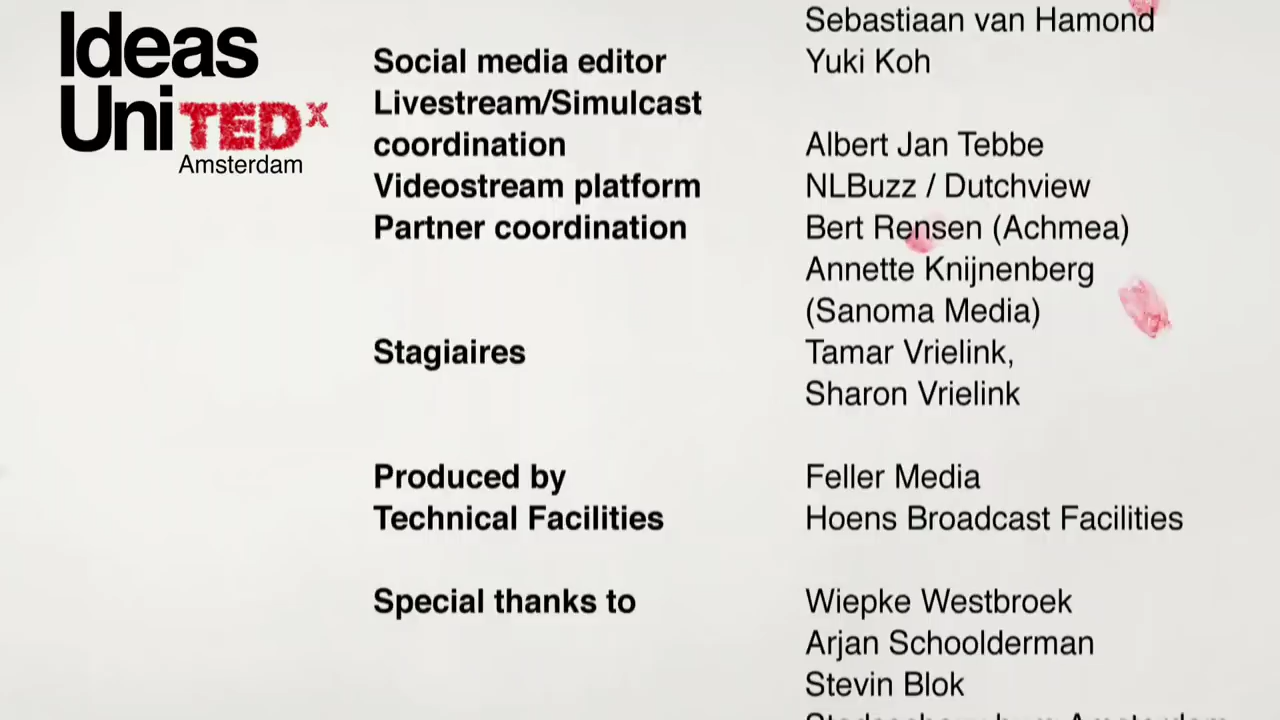 Ideas
UniTEDx
Amsterdam
Sebastiaan van Hamond
Social media editor Yuki Koh
Livestream/Simulcast
coordination Albert Jan Tebbe
Videostream platform NLBuzz / Dutchview
Partner coordination Bert Rensen (Achmea)
Annette Knijnenberg
(Sanoma Media)
Stagiaires Tamar Vrielink,
Sharon Vrielink
Produced by Feller Media
Technical Facilities Hoens Broadcast Facilities
Special thanks to Wiepke Westbroek
Arjan Schoolderman
Stevin Blok